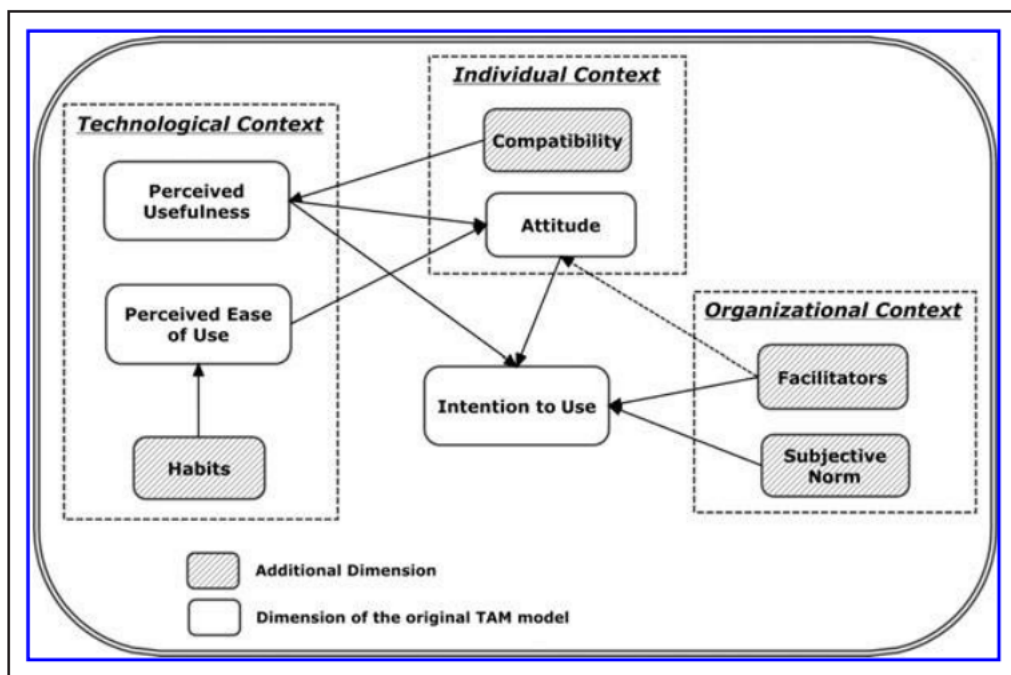 Individual Context
Technological Context
Compatibility
Perceived
Usefulness
Attitude
Perceived Ease
of Use
Organizational Context
Facilitators
Intention to Use
Subjective
Norm
Habits
Additional Dimension
Dimension of the original TAM model